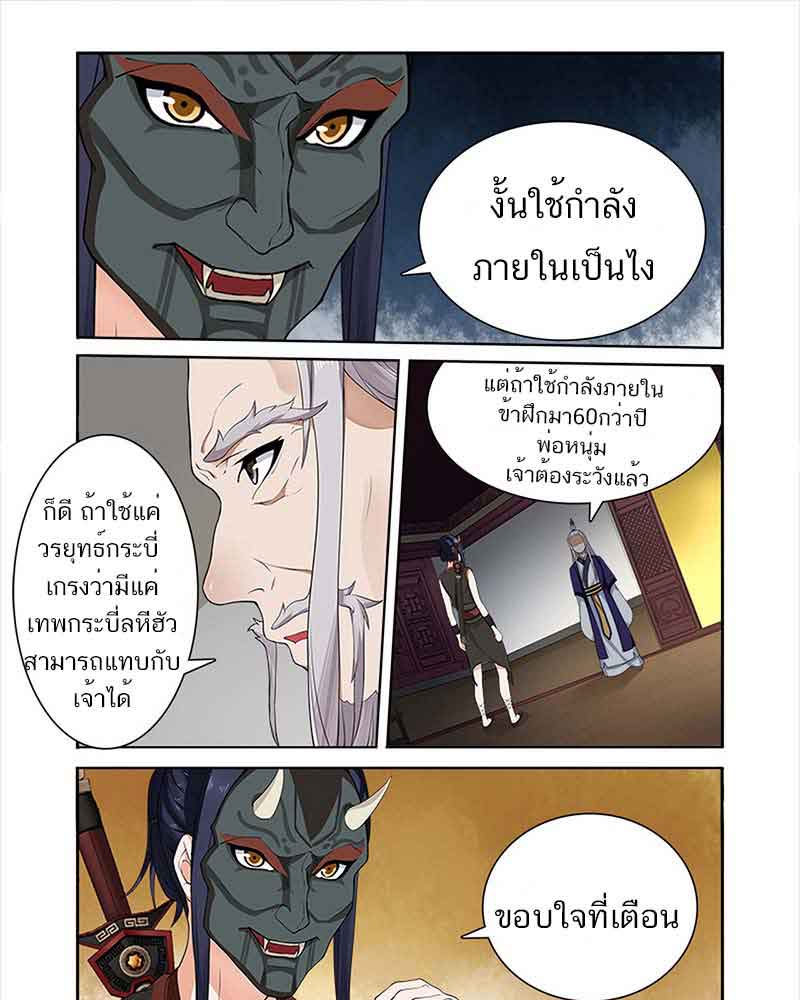 งั้นใช้กำลัง
ภายในเป็นไง
ก็ดี ถ้าใช้แค่
วรยุทธ์กระบี่
เกรงว่ามีแค่
เทพกระบี่ลหีฮัว
สามารถแทบกับ
เจ้าได้
แต่ถ้าใช้กำลังภายใน
ข้าฝึกมา60กว่าปี
พ่อหนุ่ม
เจ้าต้องระวังแล้ว
ขอบใจที่เตือน